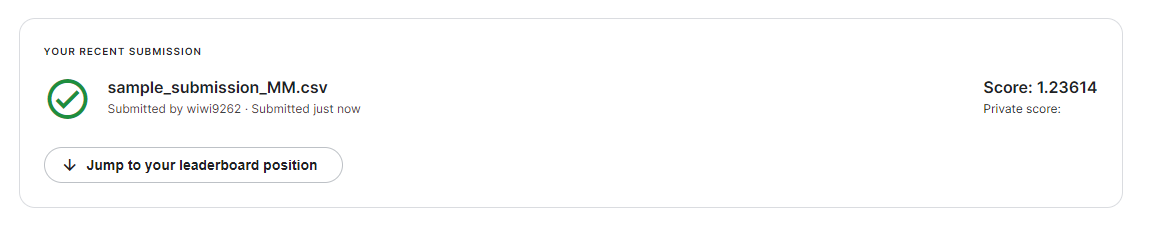 YOUR RECENT SUBMISSION
sample_submission_MM.csv
Score: 1.23614
Submitted by wiwi9262 · Submitted just now
Private score:
Jump to your leaderboard position